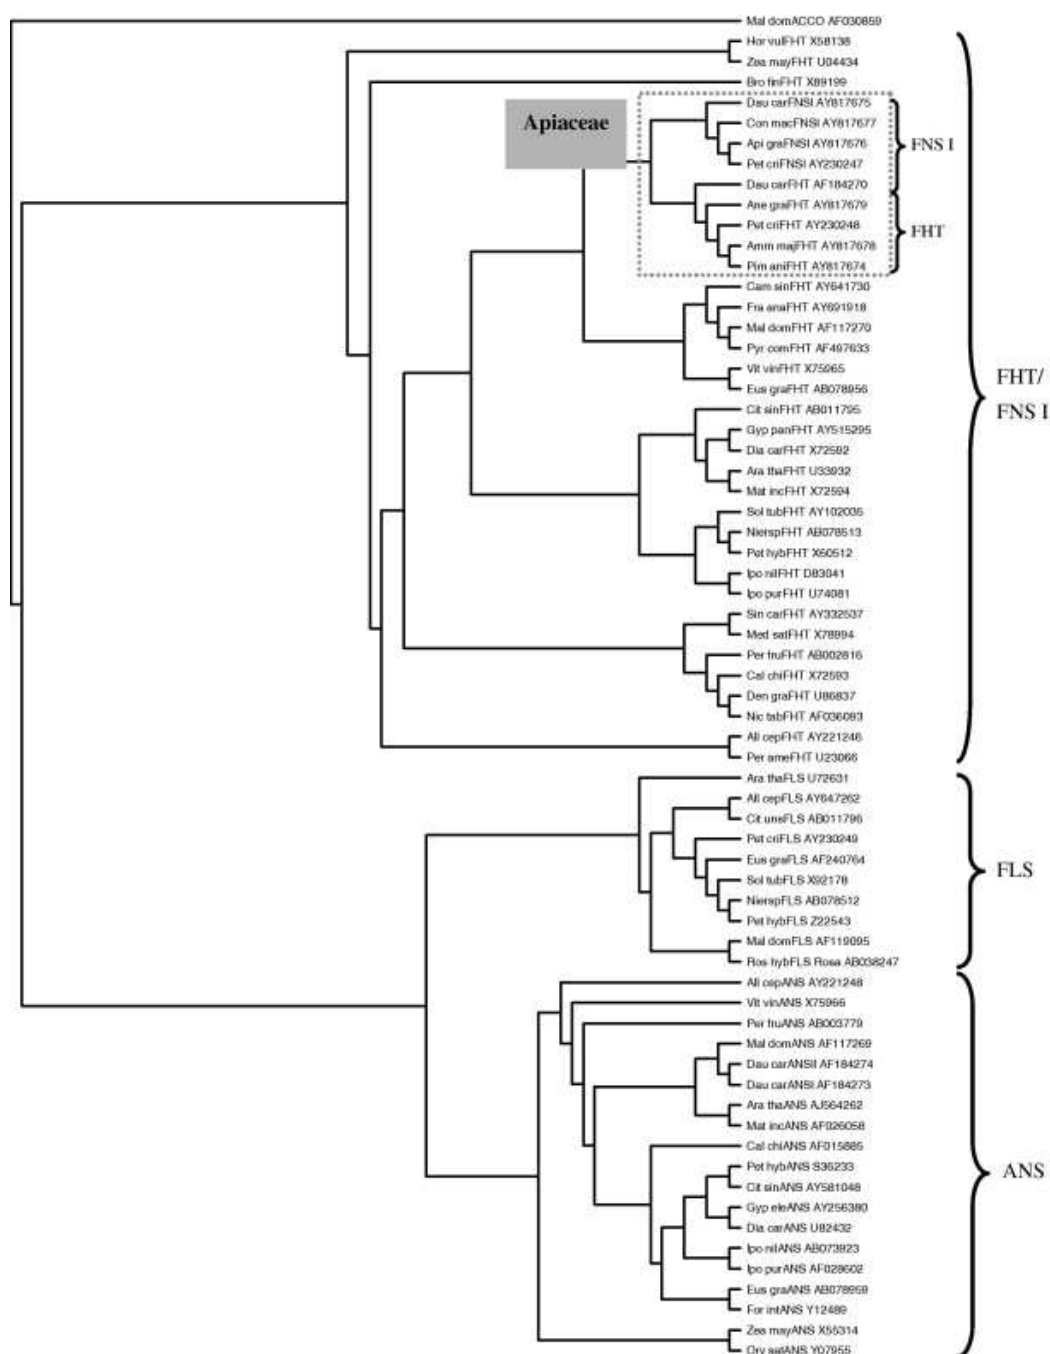 Mal domACCO AF030859
Hor vulFHT X58138
Zea mayFHT U04434
Bro finFHT X89199
Apiaceae
Dau carFNSI AY817675
Con macFNSI AY817677
Api graFNSI AY817676
Pet criFNSI AY230247
FNS I
Dau carFHT AF184270
Ane graFHT AY817679
Pet criFHT AY230248
Amm majFHT AY817678
Pim aniFHT AY817674
FHT
Cam sinFHT AY641730
Fra anaFHT AY691918
Mal domFHT AF117270
Pyr comFHT AF497633
Vit vinFHT X75965
Eus graFHT AB078956
FHT/
FNS I
Cit sinFHT AB011795
Gyp panFHT AY515295
Dia carFHT X72592
Ara thaFHT U33932
Mat incFHT X72594
Sol tubFHT AY102035
NierspFHT AB078513
Pet hybFHT X60512
Ipo nilFHT D83041
Ipo purFHT U74081
Sin carFHT AY332537
Med satFHT X78994
Per fruFHT AB002816
Cal chiFHT X72593
Den graFHT U86837
Nic tabFHT AF036093
All cepFHT AY221246
Per ameFHT U23066
Ara thaFLS U72631
All cepFLS AY647262
Cit unsFLS AB011796
Pet criFLS AY230249
Eus graFLS AF240764
Sol tubFLS X92178
NierspFLS AB078512
Pet hybFLS Z22543
Mal domFLS AF119095
Ros hybFLS Rosa AB038247
FLS
All cepANS AY221248
Vit vinANS X75966
Per fruANS AB003779
Mal domANS AF117269
Dau carANSII AF184274
Dau carANSI AF184273
Ara thaANS AJ564262
Mat incANS AF026058
Cal chiANS AF015885
Pet hybANS S36233
Cit sinANS AY581048
Gyp eleANS AY256380
Dia carANS U82432
Ipo nilANS AB073923
Ipo purANS AF028602
Eus graANS AB078959
For intANS Y12489
Zea mayANS X55314
Ory satANS Y07955
ANS